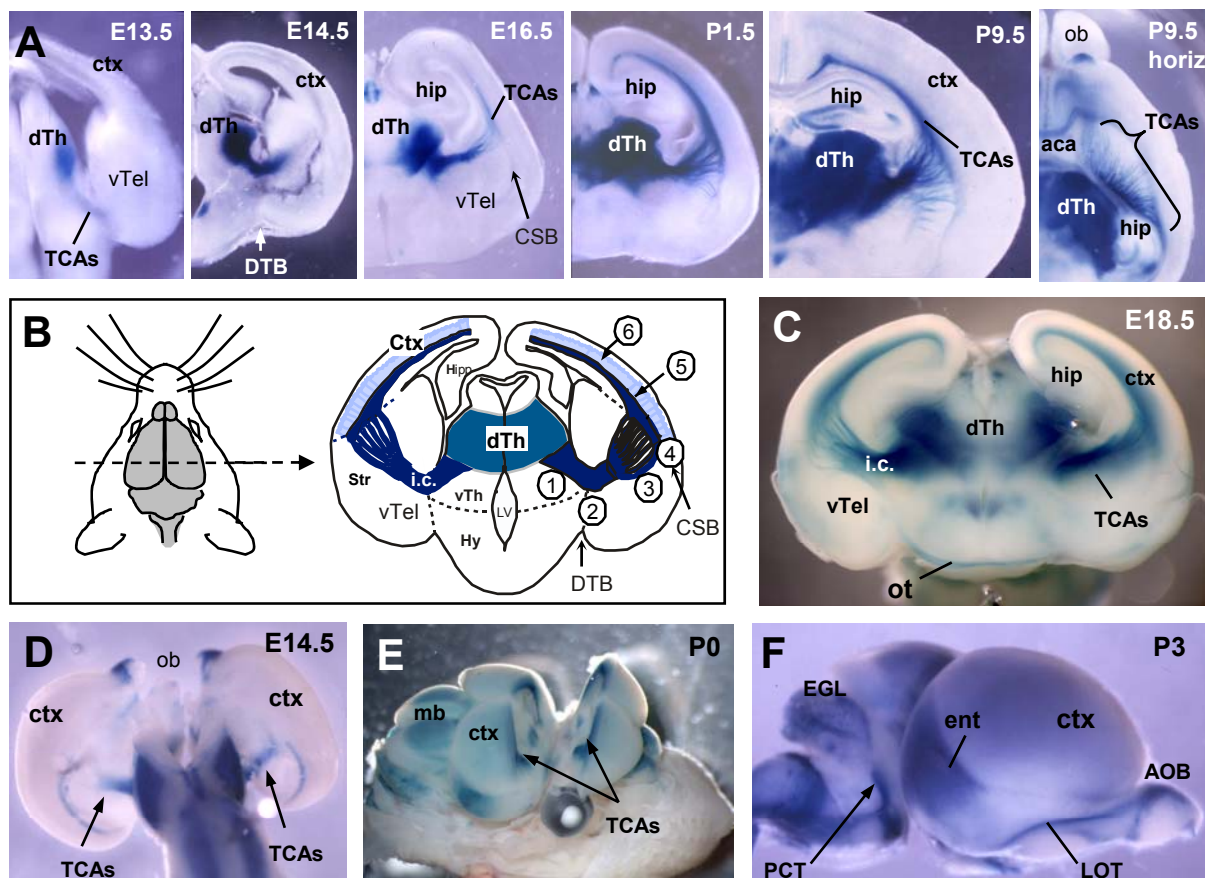 A
E13.5
ctx
dTh
vTel
TCAs
E14.5
ctx
dTh
DTB
E16.5
hip
TCAs
dTh
vTel
CSB
P1.5
hip
dTh
P9.5
ctx
hip
dTh
TCAs
P9.5
horiz
ob
TCAs
aca
dTh
hip
B
Ctx
Hipp
dTh
i.c.
Str
vTel
vTh
LV
Hy
1
2
3
4
5
6
CSB
DTB
C
E18.5
hip
ctx
dTh
i.c.
vTel
TCAs
ot
D
E14.5
ob
ctx
ctx
TCAs
TCAs
E
P0
mb
ctx
TCAs
F
P3
EGL
ent
ctx
AOB
PCT
LOT